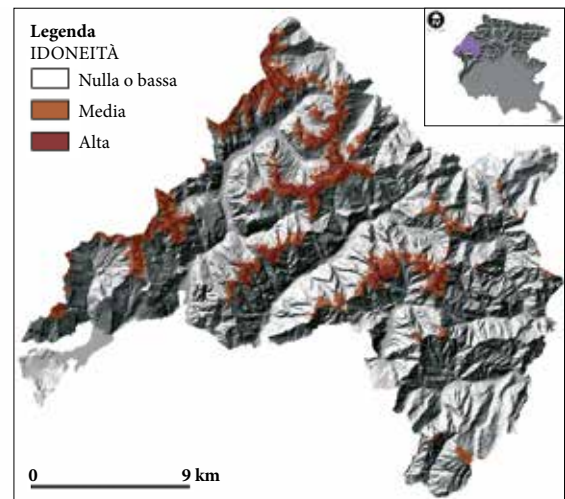 Legenda
IDONEITÀ
Nulla o bassa
Media
Alta
0 9 km